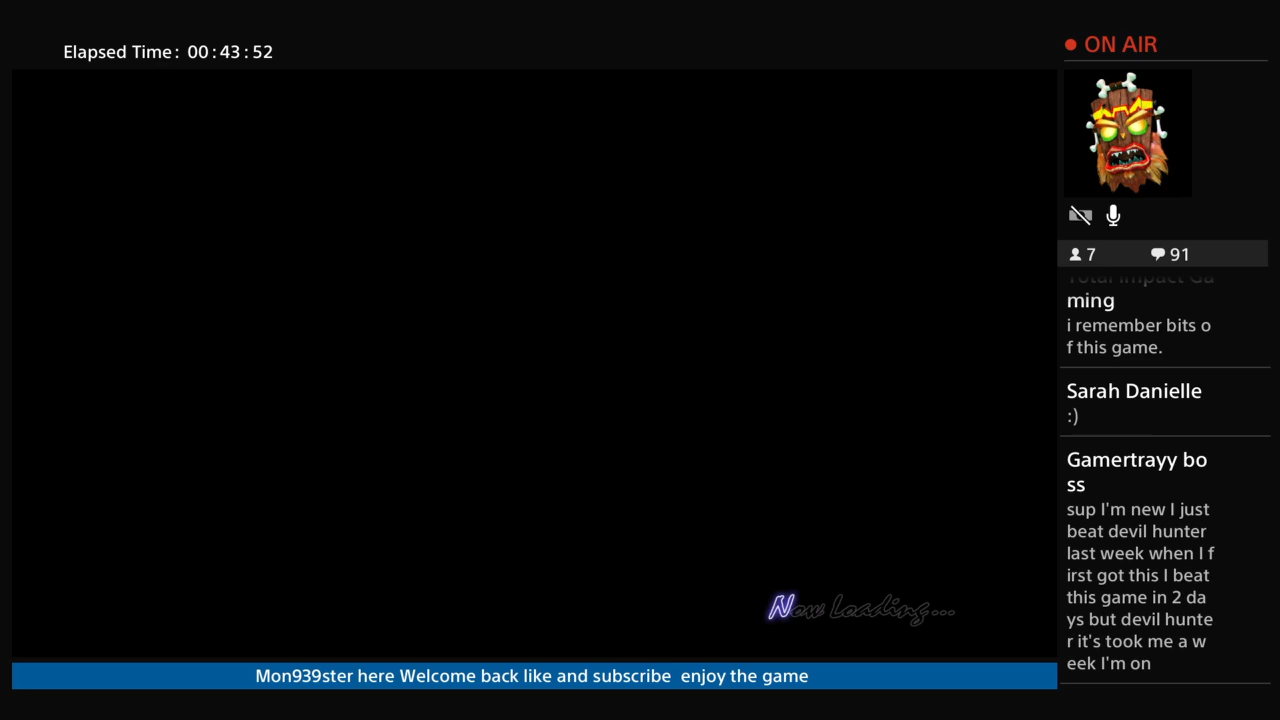 Elapsed Time: 00:43:52
ON AIR
7 91
Total Impact Ga
ming
i remember bits o
f this game.
Sarah Danielle
:)
Gamertrayy bo
ss
sup I'm new I just
beat devil hunter
last week when I f
irst got this I beat
this game in 2 da
ys but devil hunte
r it's took me a w
eek I'm on
Now Loading...
Mon939ster here Welcome back like and subscribe enjoy the game